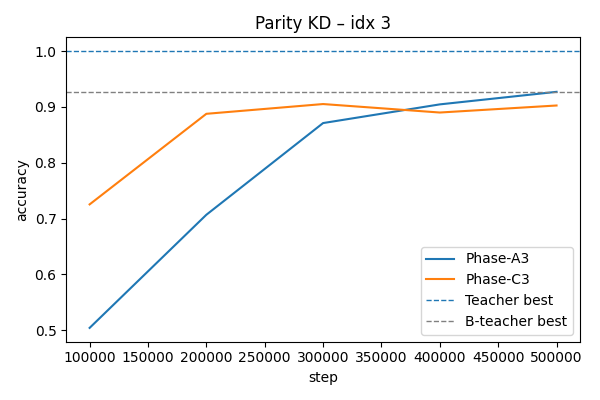 Parity KD – idx 3
accuracy
1.0
0.9
0.8
0.7
0.6
0.5
Phase-A3
Phase-C3
Teacher best
B-teacher best
100000 150000 200000 250000 300000 350000 400000 450000 500000
step